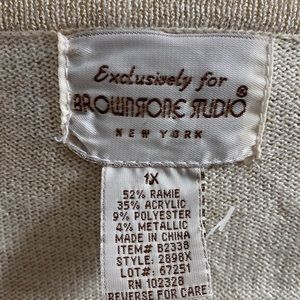 Exclusively for
BROWNSTONE STUDIO®
NEW YORK
1X
52% RAMIE
35% ACRYLIC
9% POLYESTER
4% METALLIC
MADE IN CHINA
ITEM# B2338
STYLE: 2898X
LOT#: 67251
RN 102328
REVERSE FOR CARE